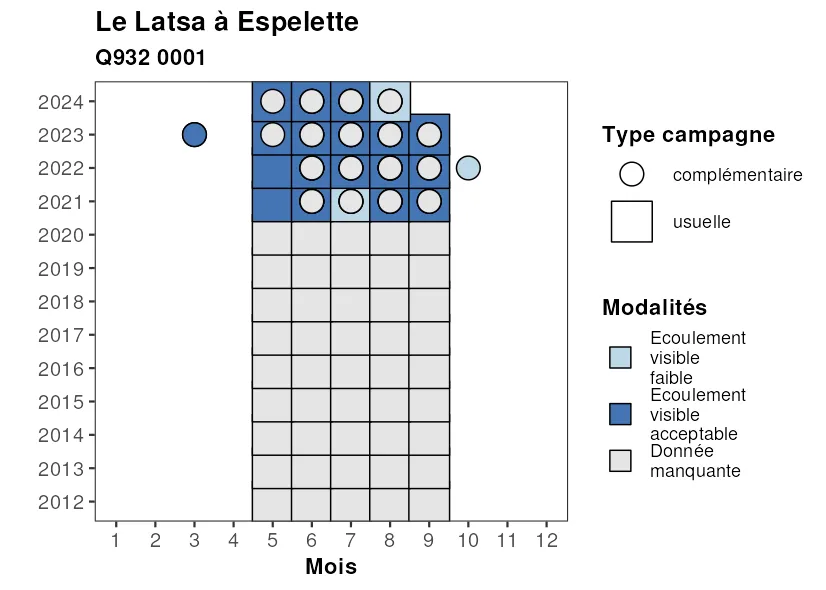 Le Latsa à Espelette
Q932 0001
2024
2023
2022
2021
2020
2019
2018
2017
2016
2015
2014
2013
2012
1 2 3 4 5 6 7 8 9 10 11 12
Mois
Type campagne
complémentaire
usuelle
Modalités
Ecoulement
visible
faible
Ecoulement
visible
acceptable
Donnée
manquante